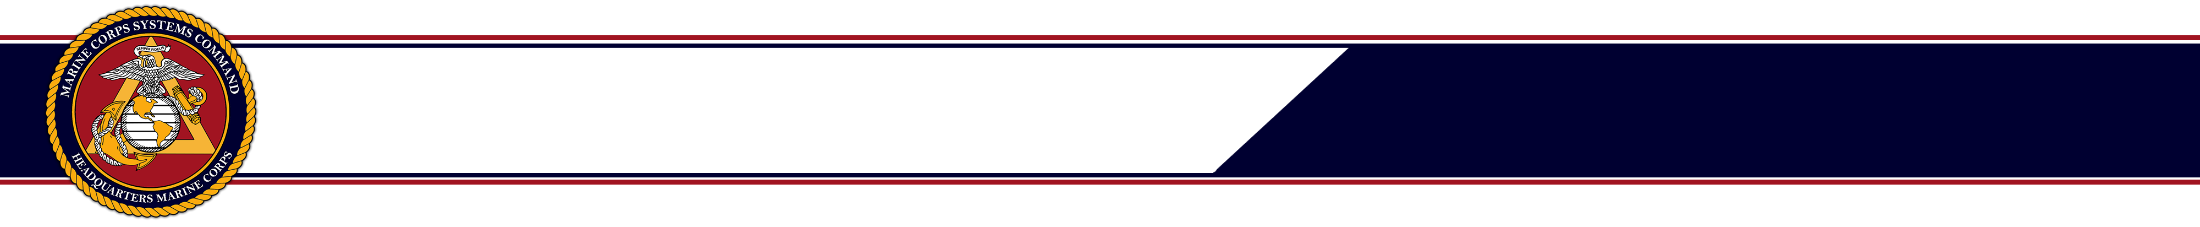 MARINE CORPS SYSTEMS COMMAND
HEADQUARTERS MARINE CORPS